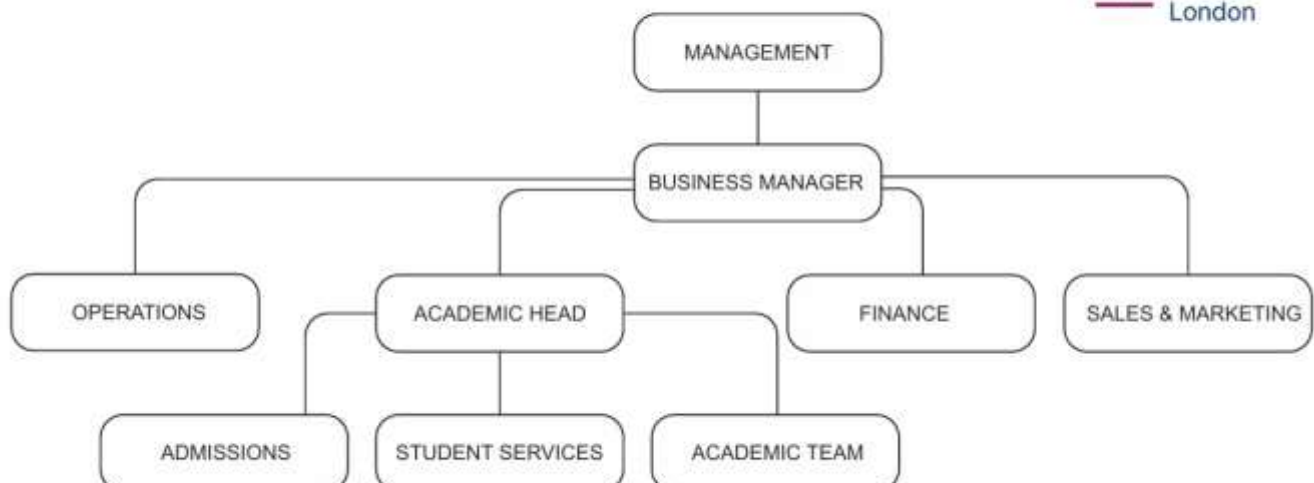 London
MANAGEMENT
BUSINESS MANAGER
OPERATIONS
ACADEMIC HEAD
FINANCE
SALES & MARKETING
ADMISSIONS
STUDENT SERVICES
ACADEMIC TEAM